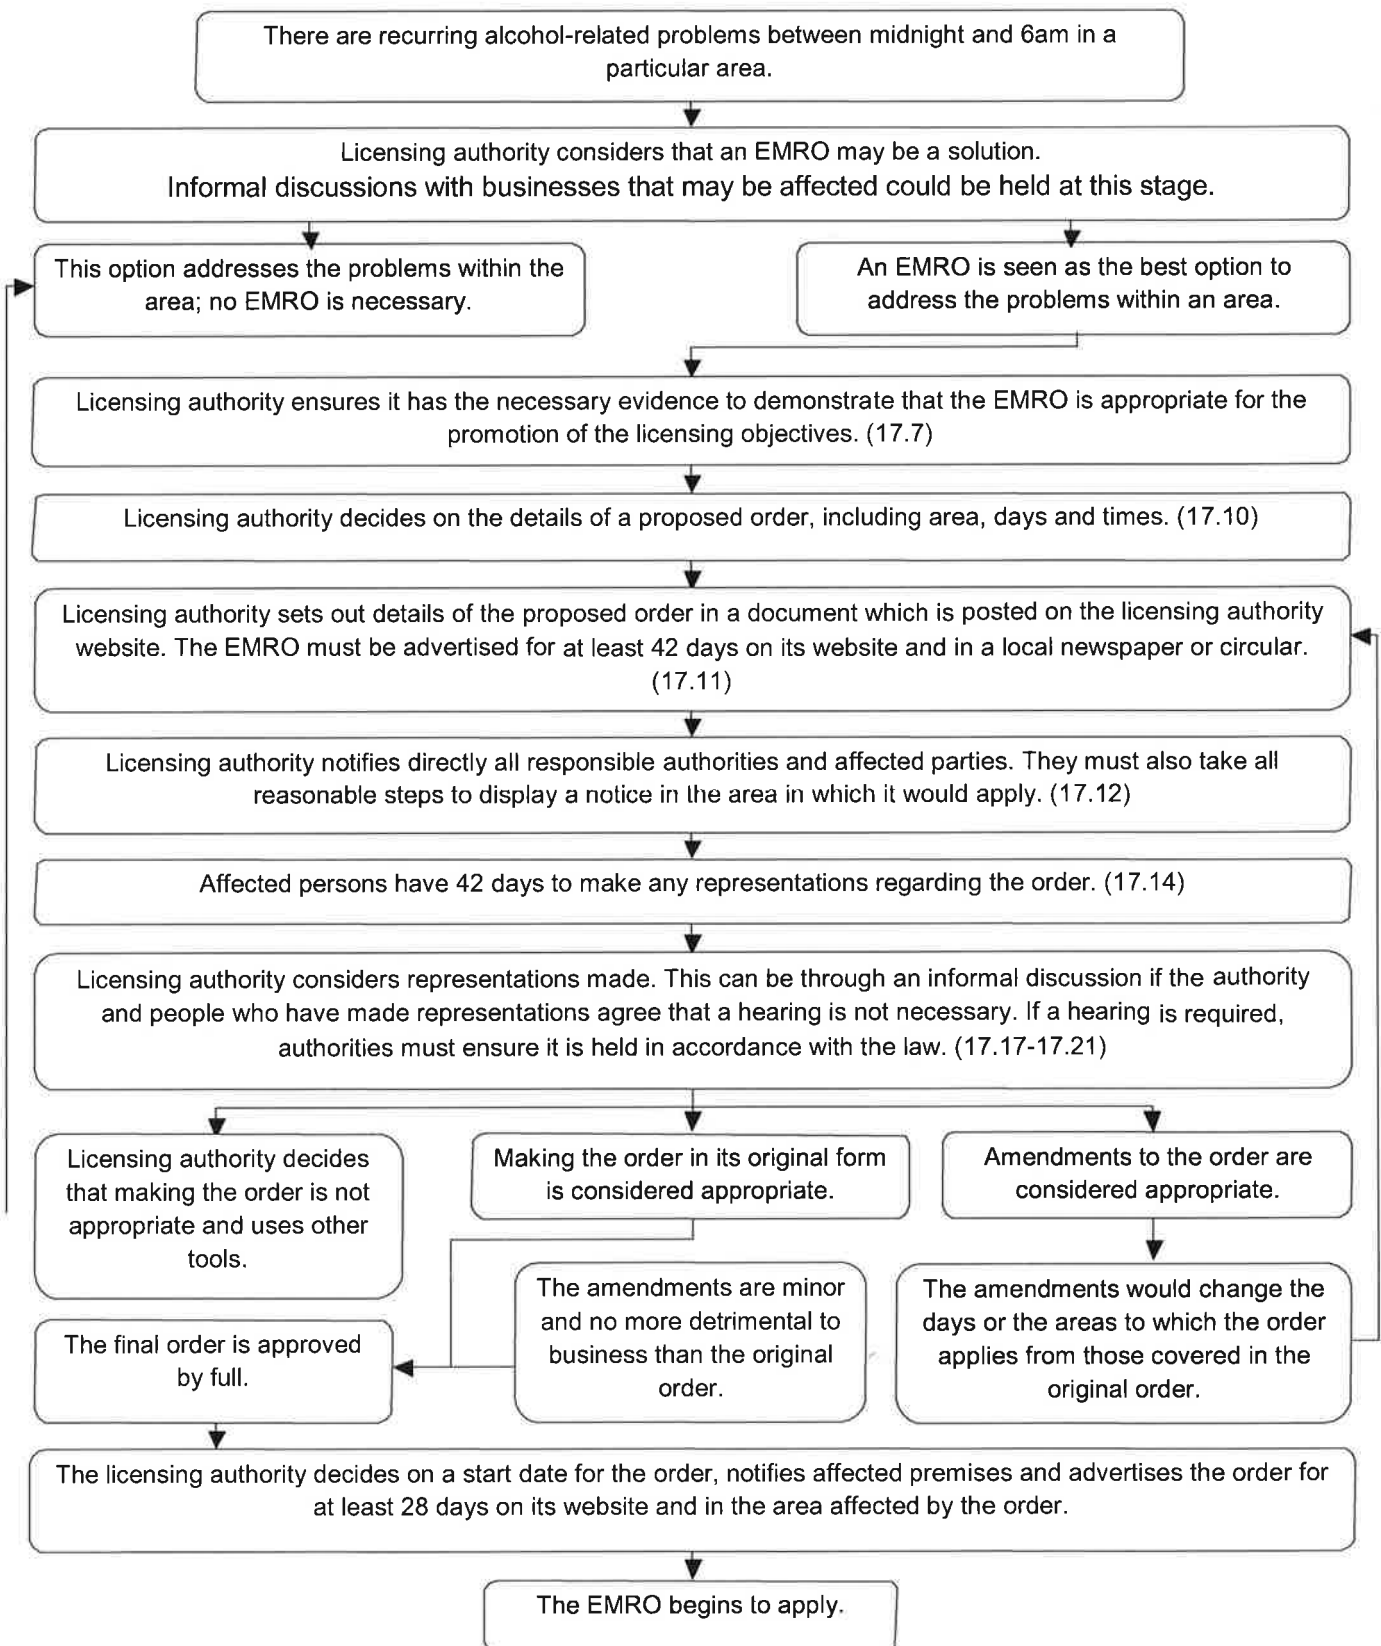 There are recurring alcohol-related problems between midnight and 6am in a
particular area.
Licensing authority considers that an EMRO may be a solution.
Informal discussions with businesses that may be affected could be held at this stage.
This option addresses the problems within the
area; no EMRO is necessary.
An EMRO is seen as the best option to
address the problems within an area.
Licensing authority ensures it has the necessary evidence to demonstrate that the EMRO is appropriate for the
promotion of the licensing objectives. (17.7)
Licensing authority decides on the details of a proposed order, including area, days and times. (17.10)
Licensing authority sets out details of the proposed order in a document which is posted on the licensing authority
website. The EMRO must be advertised for at least 42 days on its website and in a local newspaper or circular.
(17.11)
Licensing authority notifies directly all responsible authorities and affected parties. They must also take all
reasonable steps to display a notice in the area in which it would apply. (17.12)
Affected persons have 42 days to make any representations regarding the order. (17.14)
Licensing authority considers representations made. This can be through an informal discussion if the authority
and people who have made representations agree that a hearing is not necessary. If a hearing is required,
authorities must ensure it is held in accordance with the law. (17.17-17.21)
Licensing authority decides
that making the order is not
appropriate and uses other
tools.
Making the order in its original form
is considered appropriate.
Amendments to the order are
considered appropriate.
The final order is approved
by full.
The amendments are minor
and no more detrimental to
business than the original
order.
The amendments would change the
days or the areas to which the order
applies from those covered in the
original order.
The licensing authority decides on a start date for the order, notifies affected premises and advertises the order for
at least 28 days on its website and in the area affected by the order.
The EMRO begins to apply.